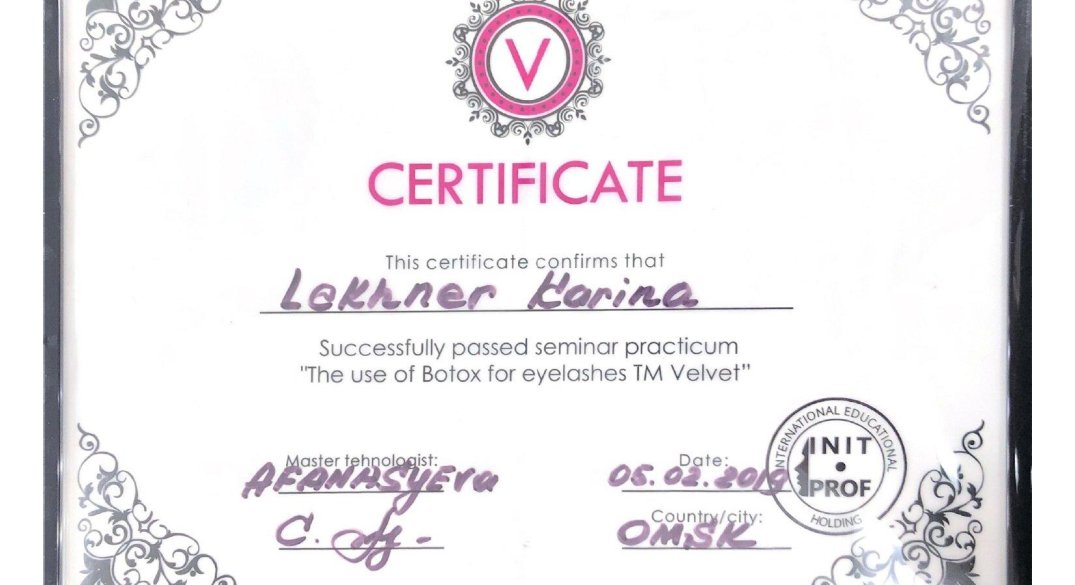 V
CERTIFICATE
This certificate confirms that
Lekhner Karina
Successfully passed seminar practicum
"The use of Botox for eyelashes TM Velvet”
Master tehnologist:
AFANASYEVA
C.
Date:
05.02.2019
Country/city:
OMSK
INTERNATIONAL EDUCATIONAL
INIT
PROF
HOLDING